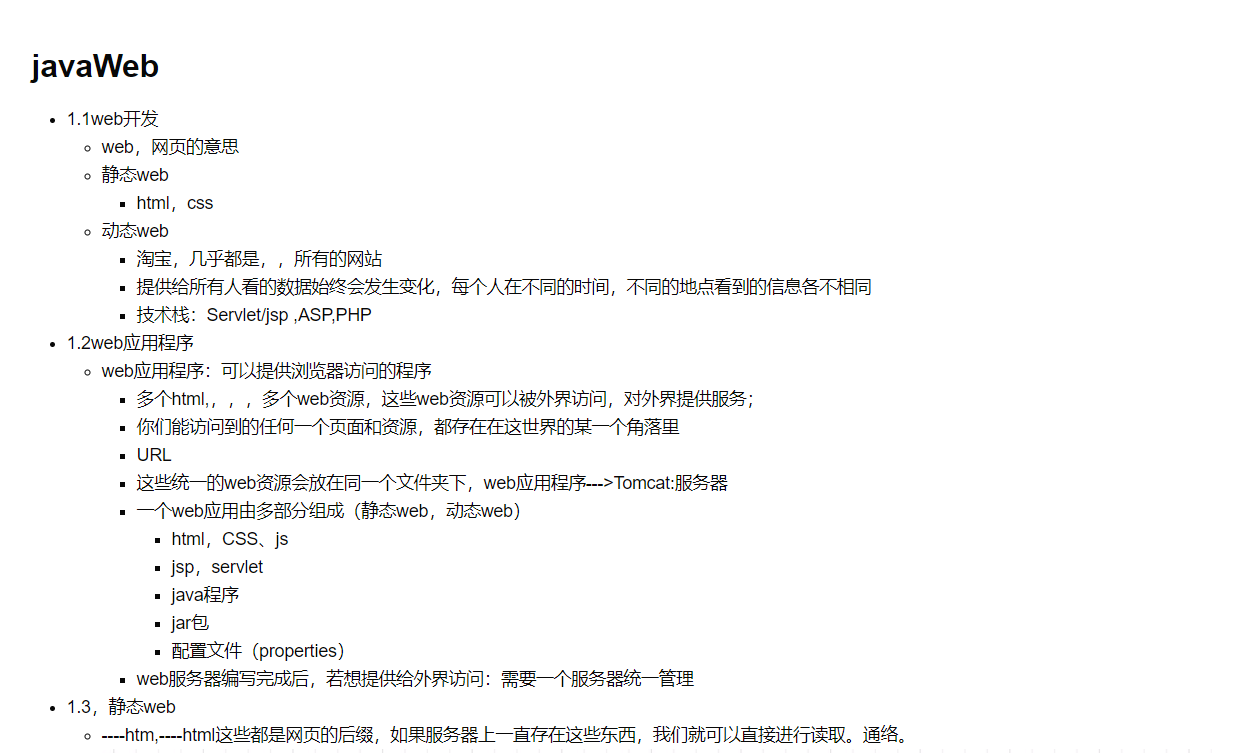 javaWeb
1.1web开发
web，网页的意思
静态web
html，css
动态web
淘宝，几乎都是，，所有的网站
提供给所有人看的数据始终会发生变化，每个人在不同的时间，不同的地点看到的信息各不相同
技术栈：Servlet/jsp ,ASP,PHP
1.2web应用程序
web应用程序：可以提供浏览器访问的程序
多个html,，，，多个web资源，这些web资源可以被外界访问，对外界提供服务；
你们能访问到的任何一个页面和资源，都存在在这世界的某一个角落里
URL
这些统一的web资源会放在同一个文件夹下，web应用程序--->Tomcat:服务器
一个web应用由多部分组成（静态web，动态web）
html，CSS、js
jsp，servlet
java程序
jar包
配置文件（properties）
web服务器编写完成后，若想提供给外界访问：需要一个服务器统一管理
1.3，静态web
----htm,----html这些都是网页的后缀，如果服务器上一直存在这些东西，我们就可以直接进行读取。通络。